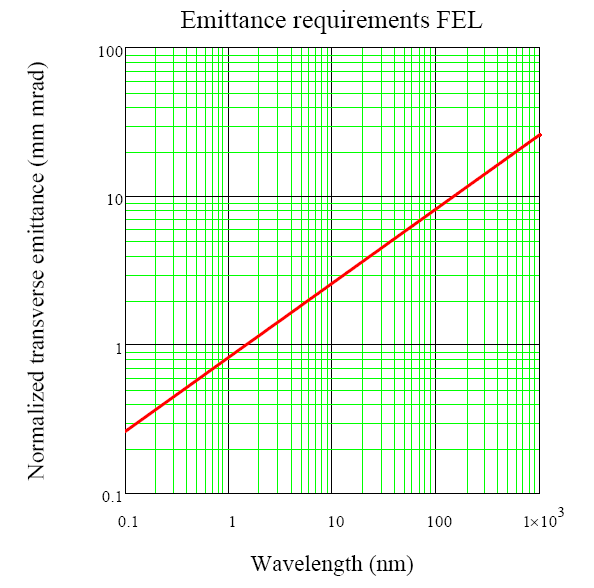 Emittance requirements FEL
Normalized transverse emittance (mm mrad)
100
10
1
0.1
0.1 1 10 100 1×10³
Wavelength (nm)